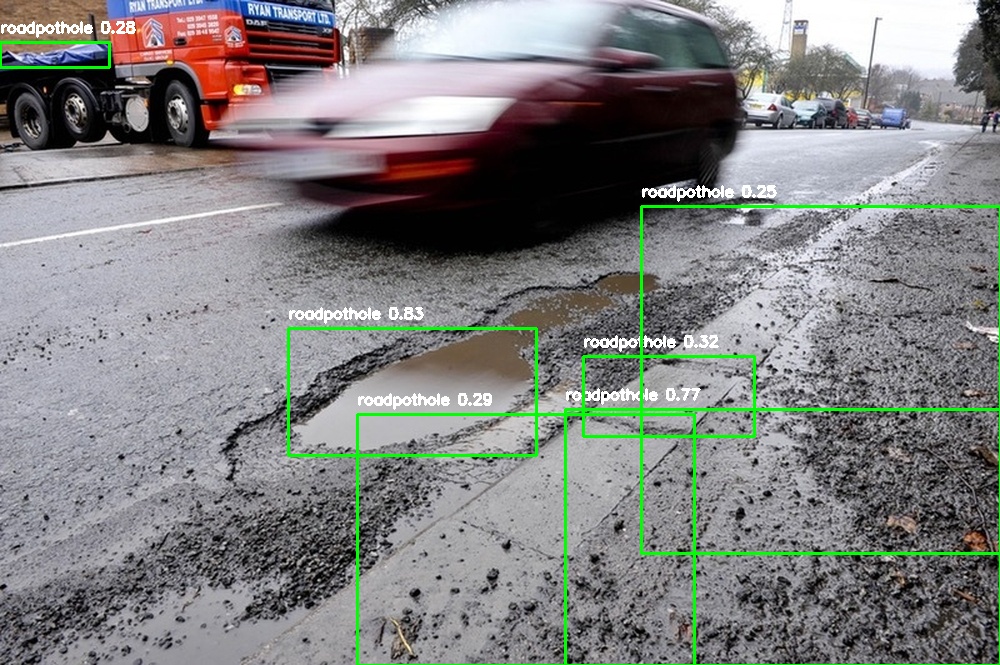 RYAN TRANSPORT LTD.
RYAN TRANSPORT LTD.
DAF
roadpothole 0.28
roadpothole 0.25
roadpothole 0.83
roadpothole 0.32
roadpothole 0.77
roadpothole 0.29